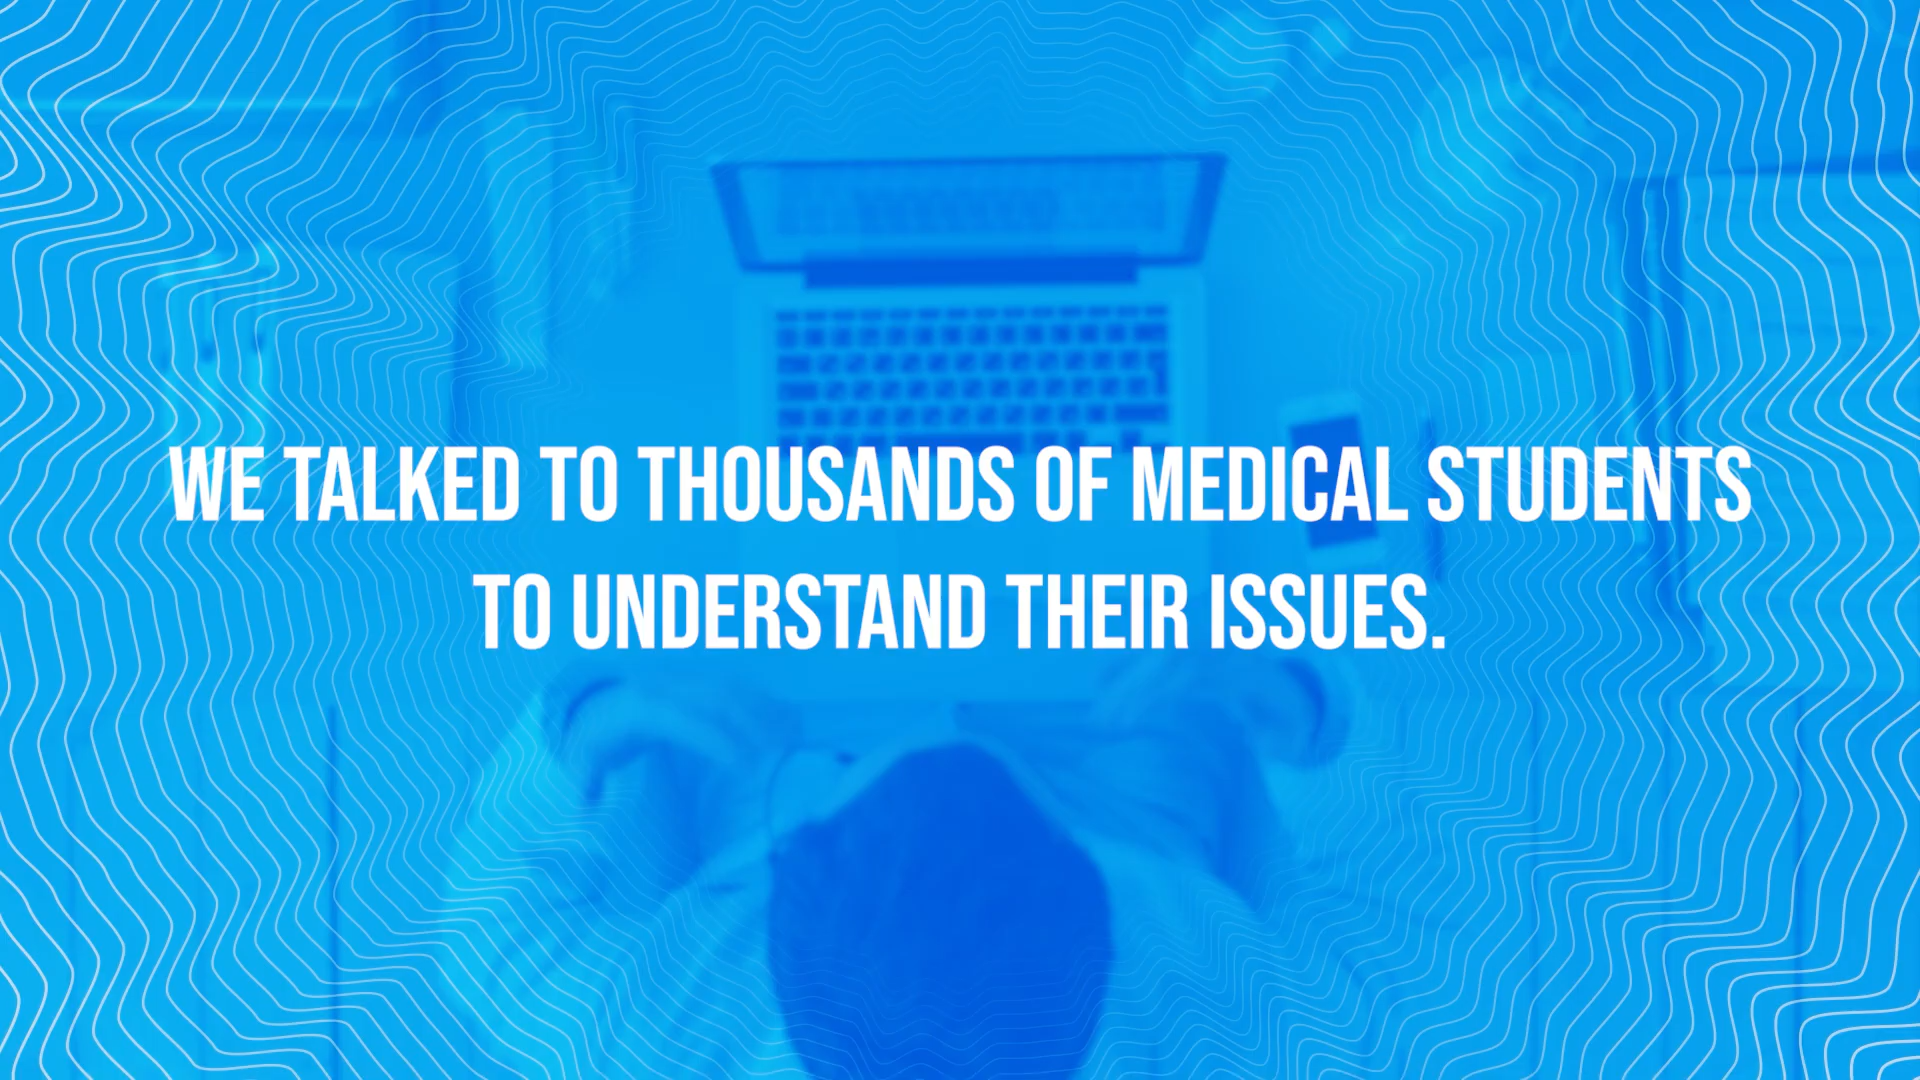 WE TALKED TO THOUSANDS OF MEDICAL STUDENTS
TO UNDERSTAND THEIR ISSUES.